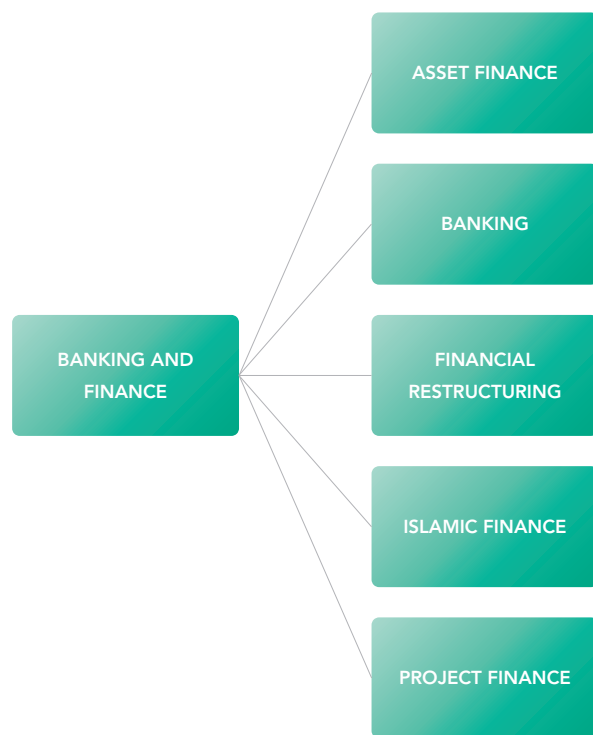 ASSET FINANCE
BANKING
BANKING AND
FINANCE
FINANCIAL
RESTRUCTURING
ISLAMIC FINANCE
PROJECT FINANCE